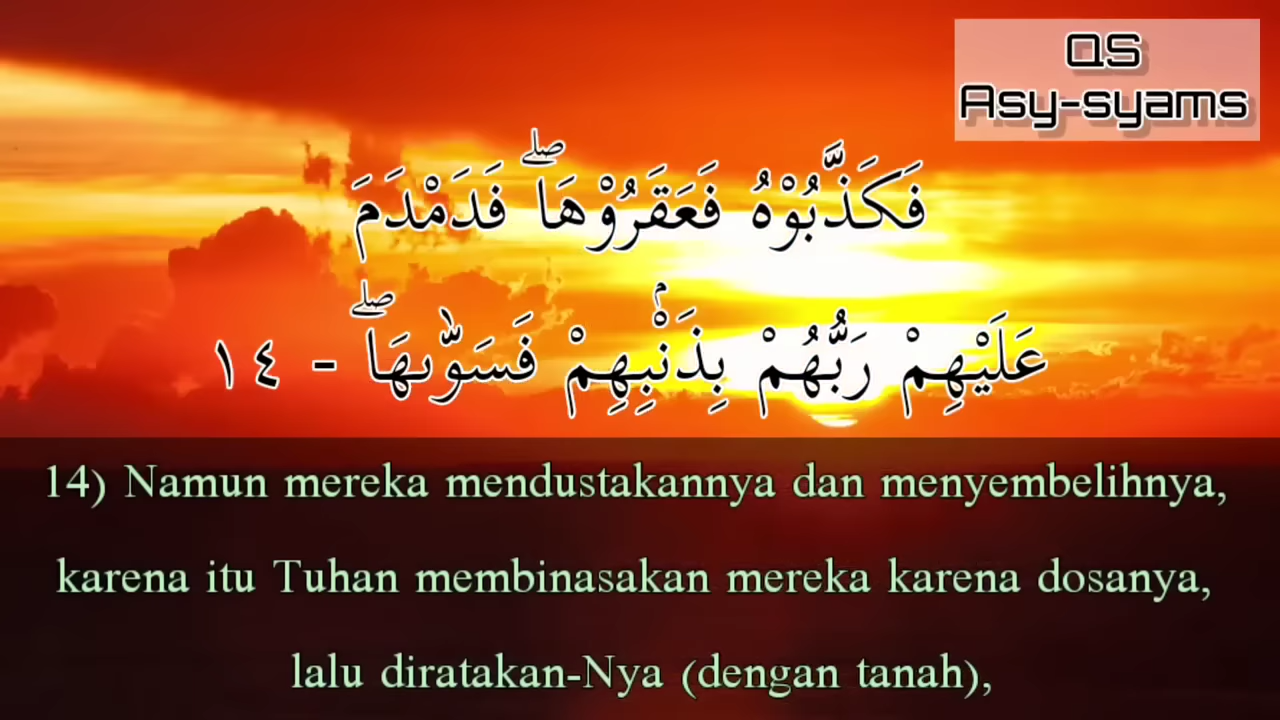 QS
Asy-syams
فَكَذَّبُوْهُ فَعَقَرُوْهَاۖ فَدَمْدَمَ
عَلَيْهِمْ رَبُّهُمْ بِذَنْۢبِهِمْ فَسَوّٰىهَاۖ - ١٤
14) Namun mereka mendustakannya dan menyembelihnya,
karena itu Tuhan membinasakan mereka karena dosanya,
lalu diratakan-Nya (dengan tanah),